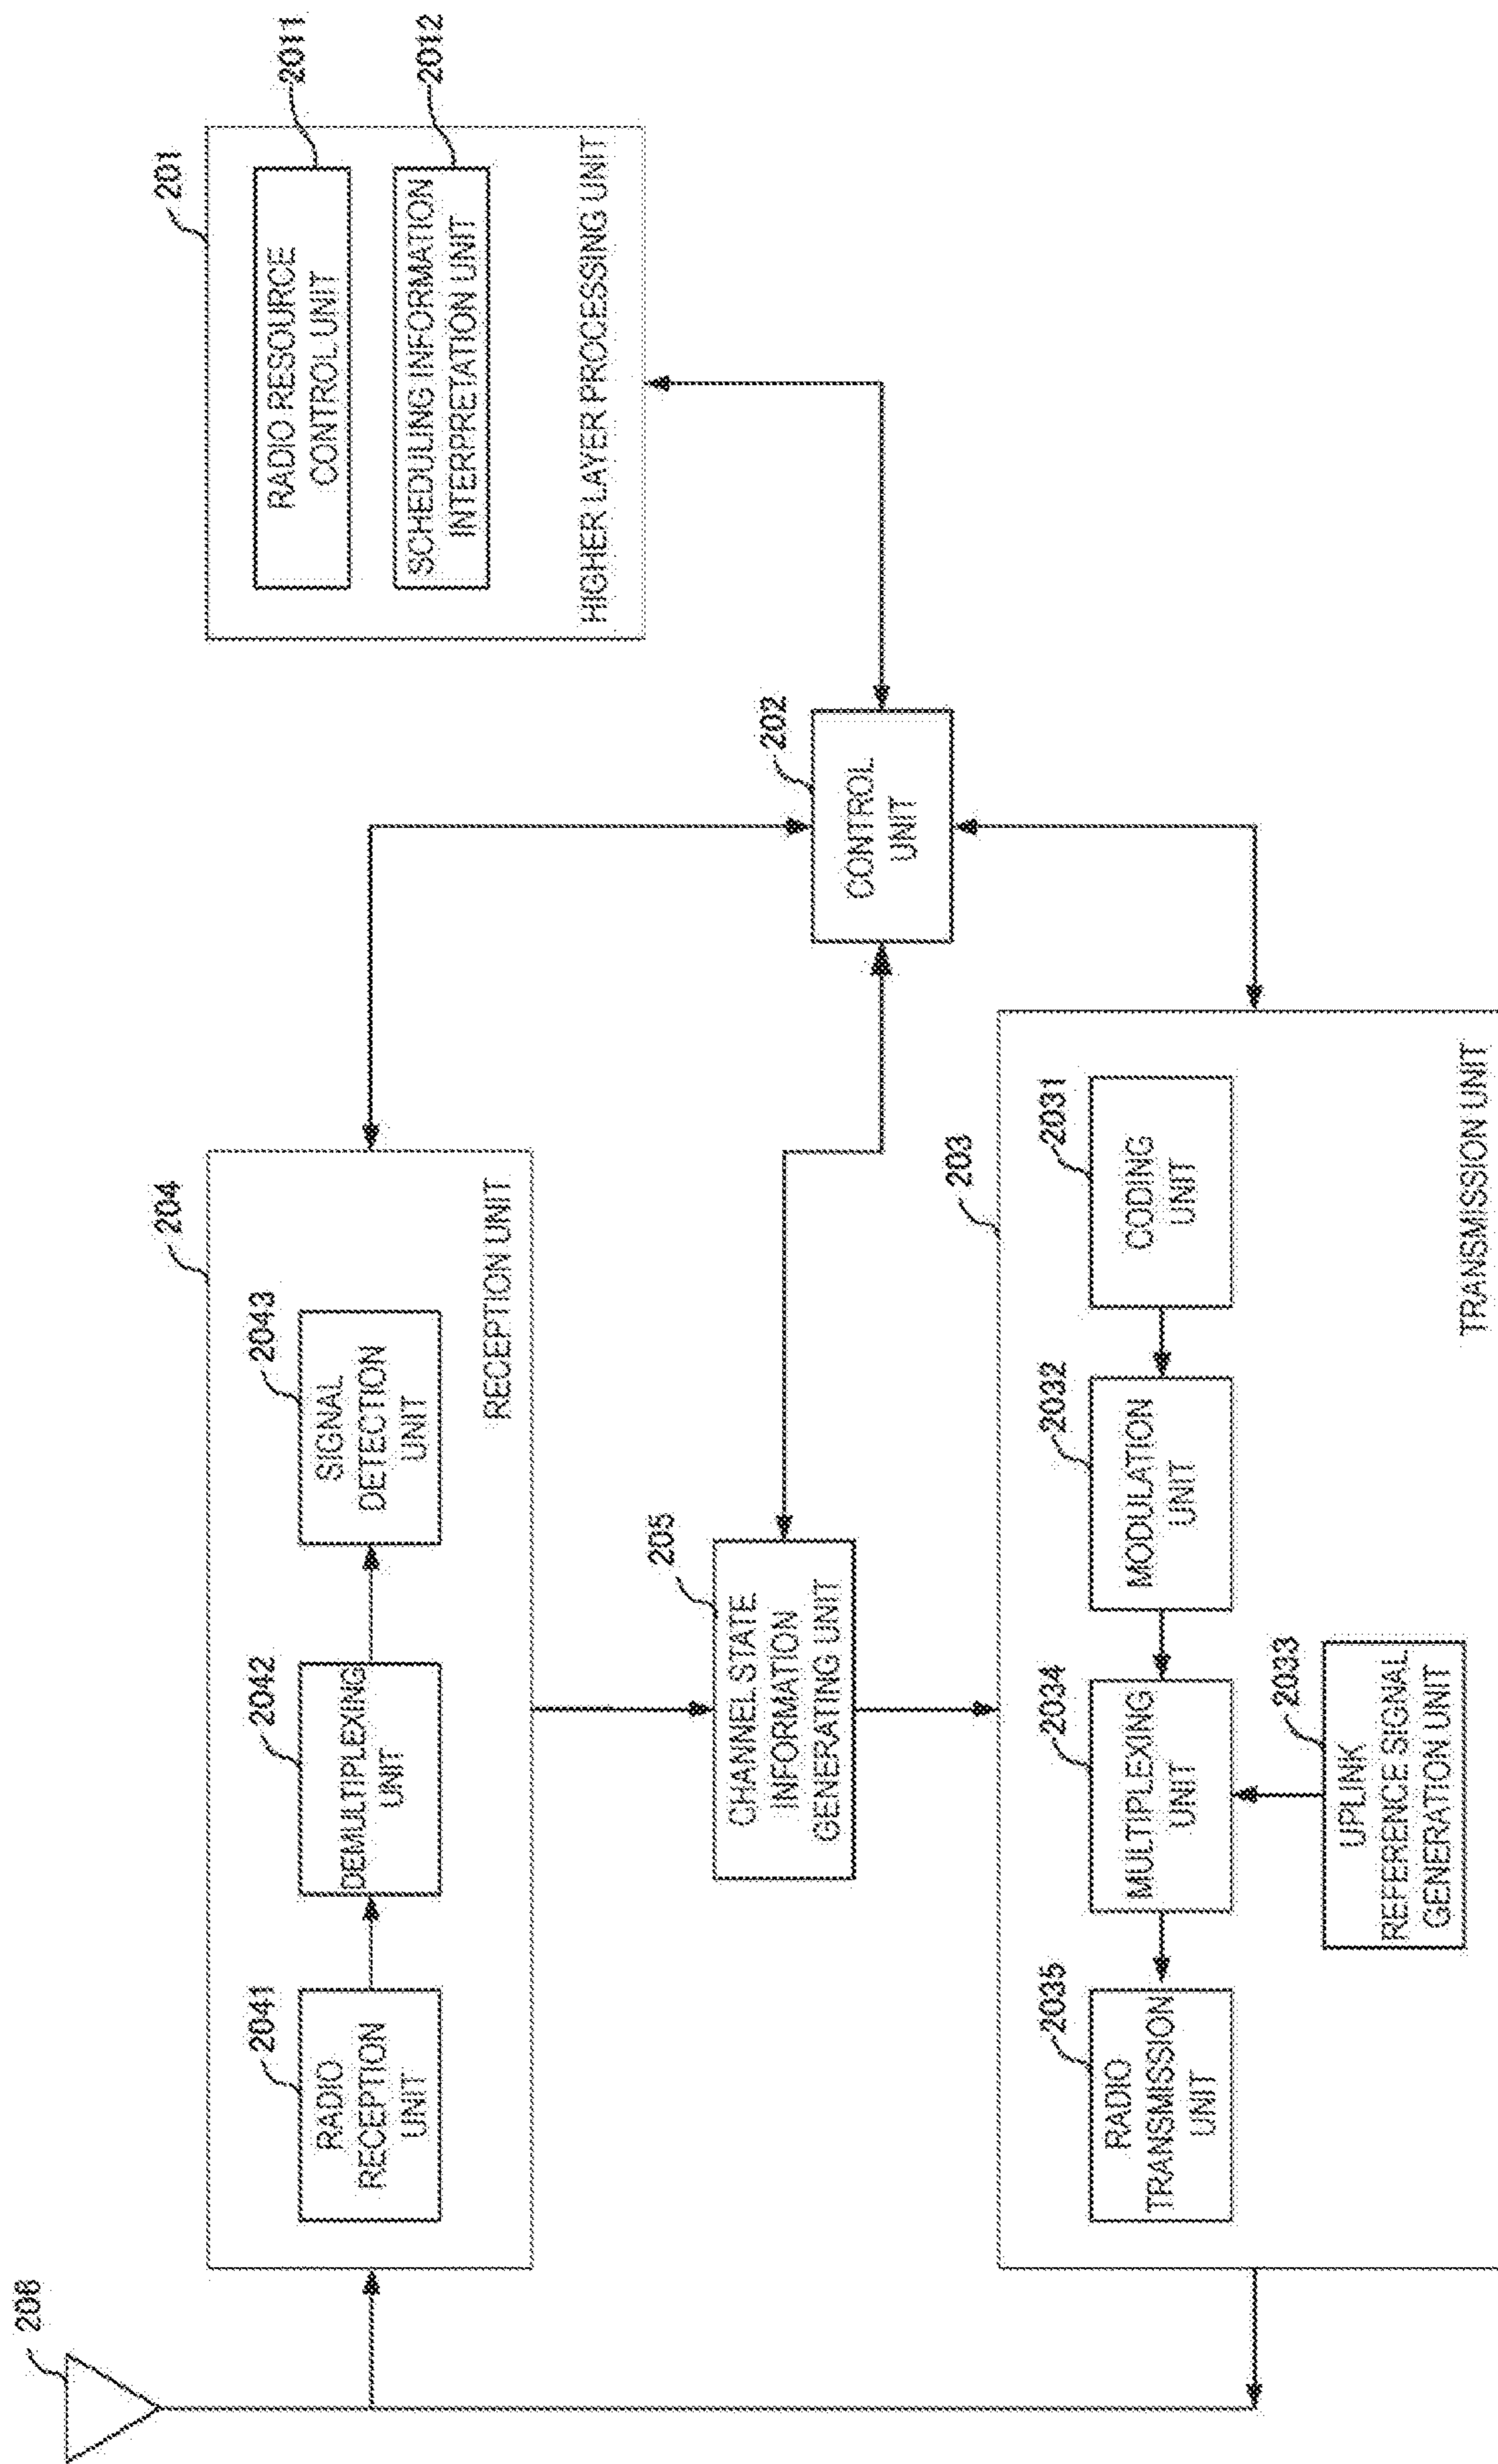 206
204
2041
RADIO
RECEPTION
UNIT
2042
DEMULTIPLEXING
UNIT
2043
SIGNAL
DETECTION
UNIT
RECEPTION UNIT
201
RADIO RESOURCE
CONTROL UNIT
2011
SCHEDULING INFORMATION
INTERPRETATION UNIT
2012
HIGHER LAYER PROCESSING UNIT
205
CHANNEL STATE
INFORMATION
GENERATING UNIT
202
CONTROL
UNIT
203
2035
RADIO
TRANSMISSION
UNIT
2034
MULTIPLEXING
UNIT
2032
MODULATION
UNIT
2031
CODING
UNIT
2033
UPLINK
REFERENCE SIGNAL
GENERATION UNIT
TRANSMISSION UNIT